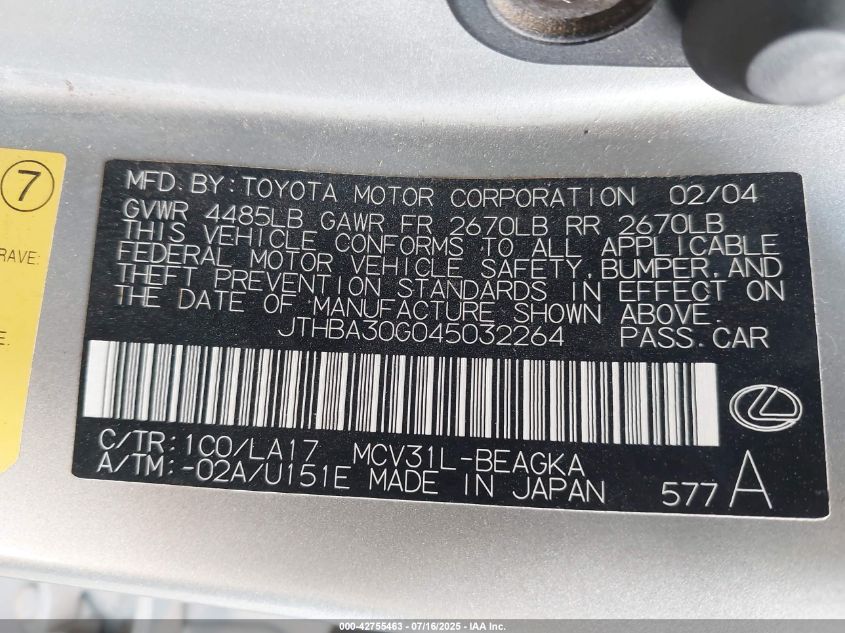 7
RAVE:
E.
MFD. BY: TOYOTA MOTOR CORPORATION 02/04
GVWR 4485LB GAWR FR 2670LB RR 2670LB
THIS VEHICLE CONFORMS TO ALL APPLICABLE
FEDERAL MOTOR VEHICLE SAFETY, BUMPER, AND
THEFT PREVENTION STANDARDS IN EFFECT ON
THE DATE OF MANUFACTURE SHOWN ABOVE.
JTHBA30G045032264 PASS. CAR
C/TR: 1C0/LA17 MCV31L-BEAGKA
A/TM: -02A/U151E MADE IN JAPAN 577 A
000-42755463 - 07/16/2025 - IAA Inc.